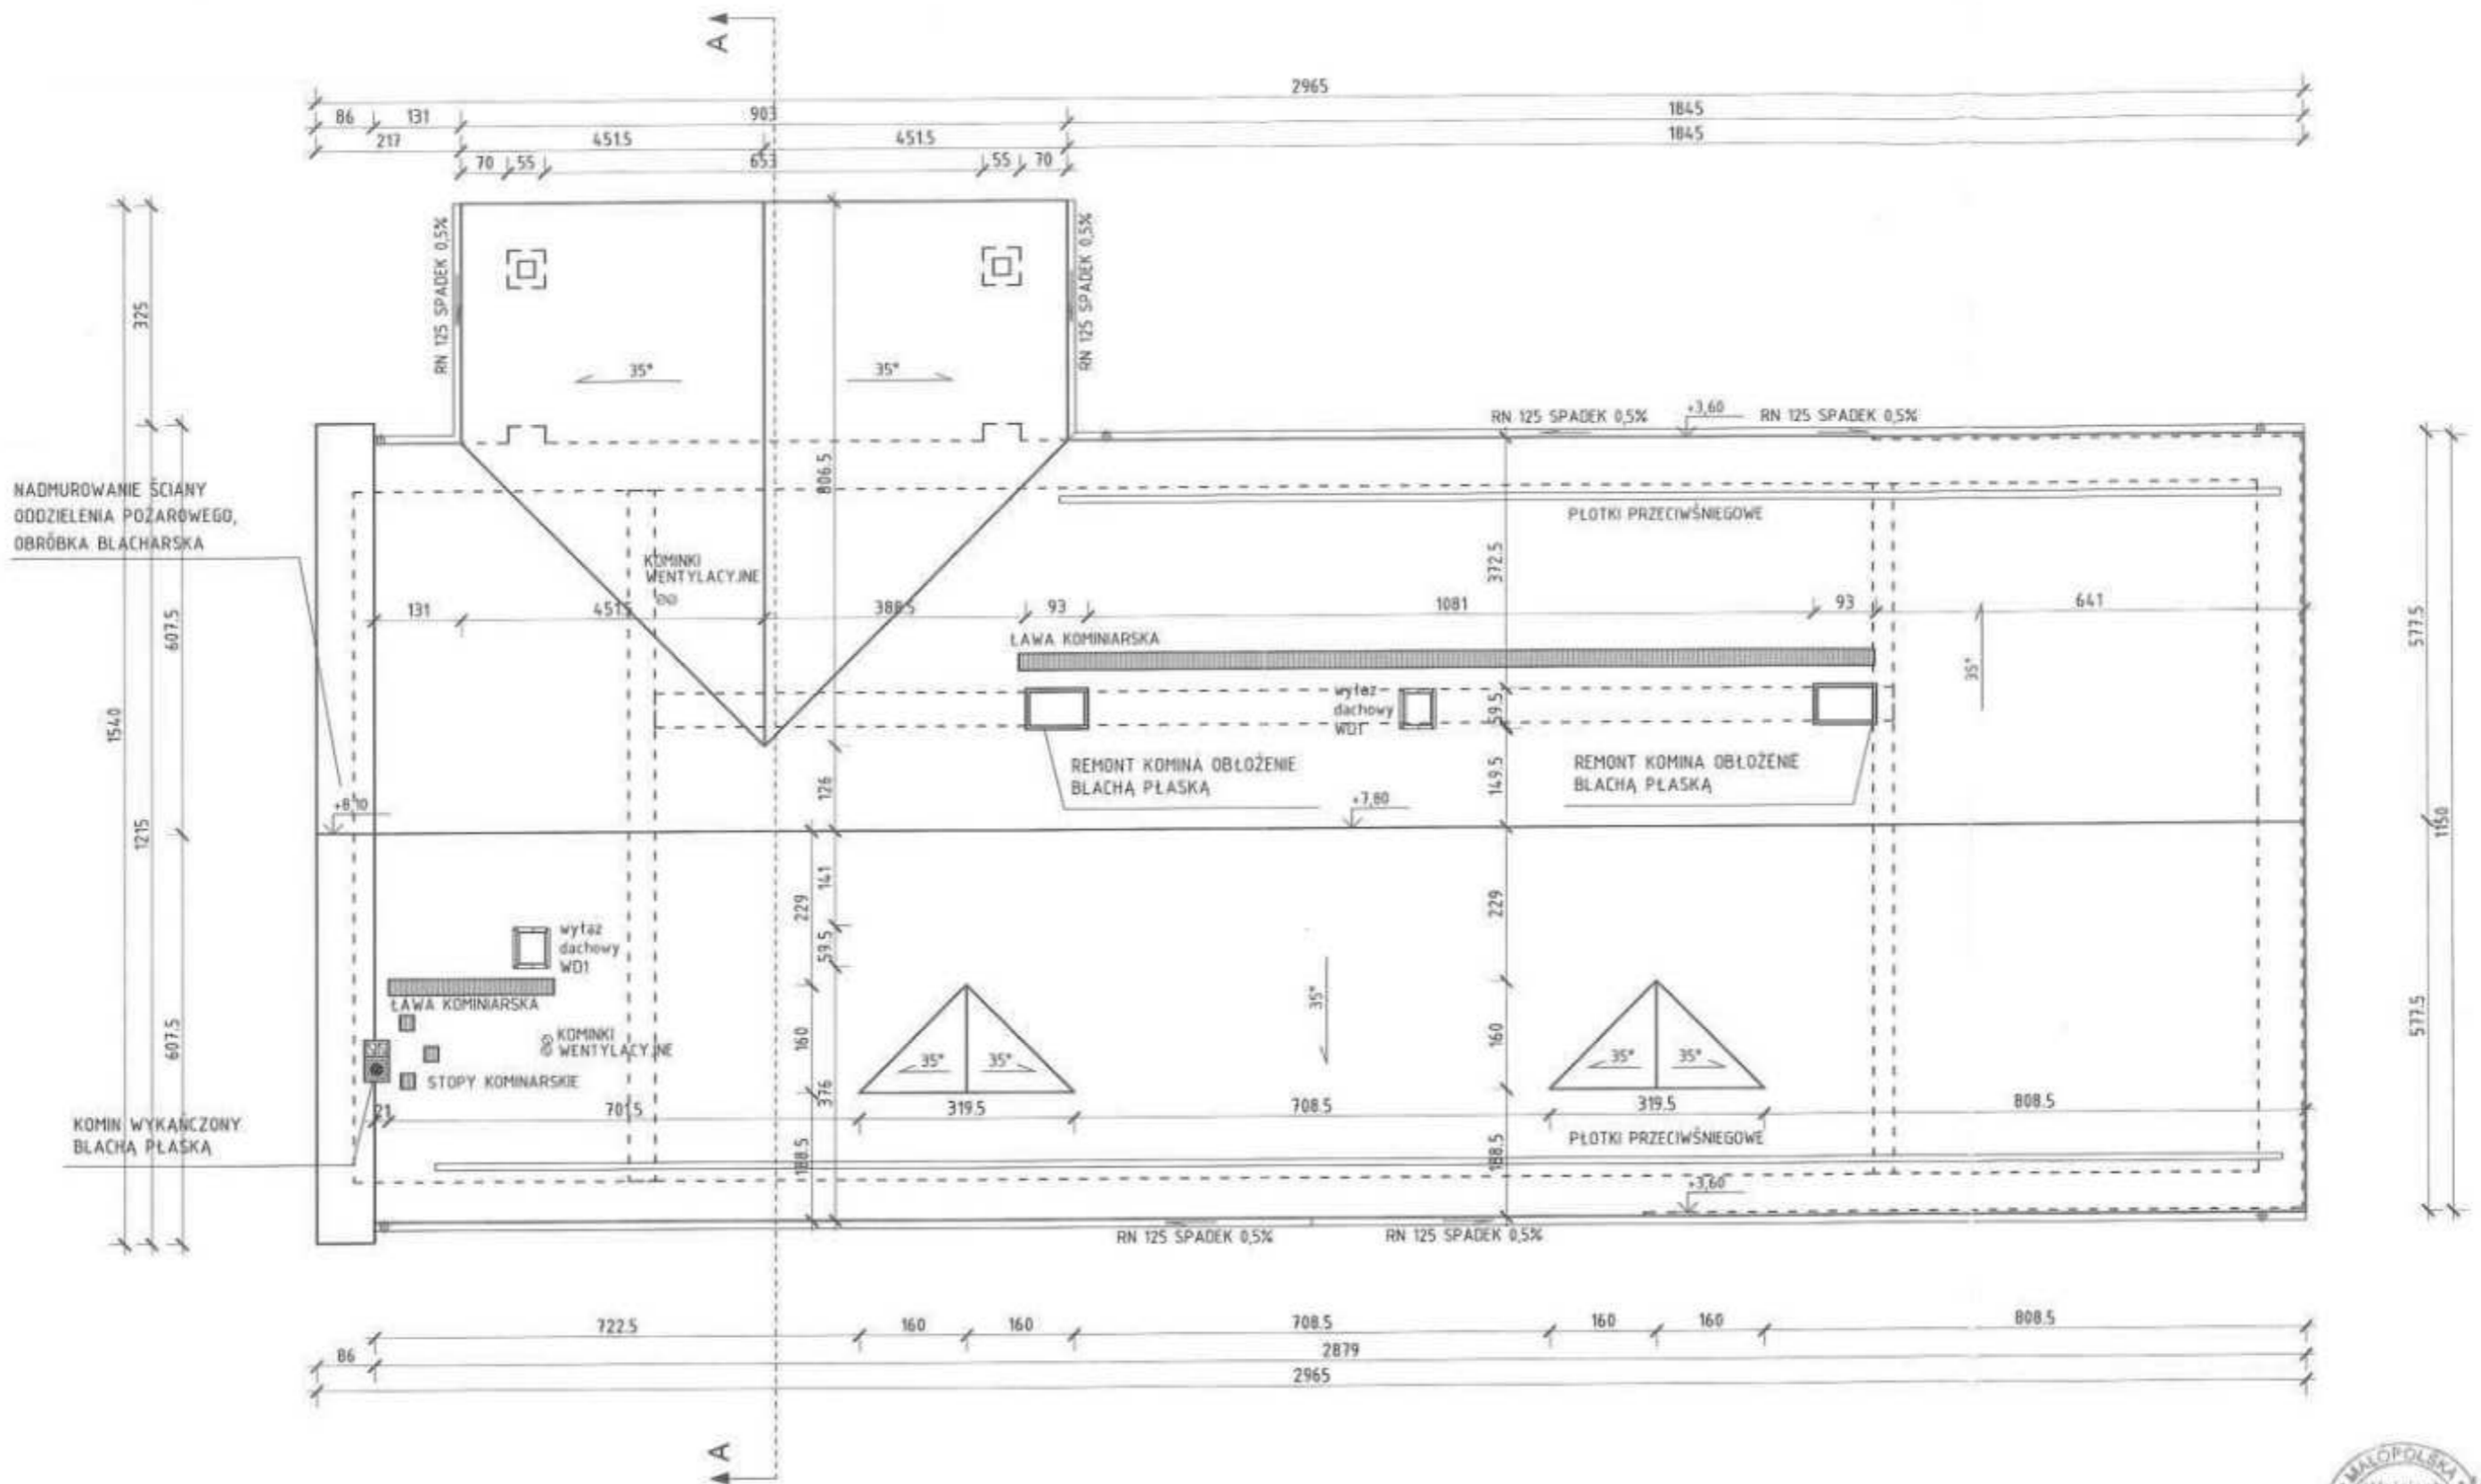 A
2965
86 131 903 1845
217 451.5 451.5 1845
70 55 653 55 70
RN 125 SPADEK 0,5%
RN 125 SPADEK 0,5%
325
35° 35°
RN 125 SPADEK 0,5% +3,60 RN 125 SPADEK 0,5%
806.5
NADMUROWANIE ŚCIANY
ODDZIELENIA POŻAROWEGO,
OBRÓBKA BLACHARSKA
PŁOTKI PRZECIWŚNIEGOWE
KOMINKI
WENTYLACYJNE
372.5
131 451.5 388.5 93 1081 93 641
607.5
577.5
ŁAWA KOMINIARSKA
35°
wyłaz
dachowy
WD1
59.5
1540
REMONT KOMINA OBŁOŻENIE
BLACHĄ PŁASKĄ
REMONT KOMINA OBŁOŻENIE
BLACHĄ PŁASKĄ
126
149.5
+8,10
+7,80
1215
1150
141
229
229
59.5
wyłaz
dachowy
WD1
ŁAWA KOMINIARSKA
35°
KOMINKI
WENTYLACYJNE
160
160
607.5
577.5
35° 35°
35° 35°
STOPY KOMINARSKIE
376
21 701.5 319.5 708.5 319.5 808.5
KOMIN WYKAŃCZONY
BLACHĄ PŁASKĄ
PŁOTKI PRZECIWŚNIEGOWE
188.5
188.5
+3,60
RN 125 SPADEK 0,5% RN 125 SPADEK 0,5%
722.5 160 160 708.5 160 160 808.5
86 2879
2965
A
MAŁOPOLSKA